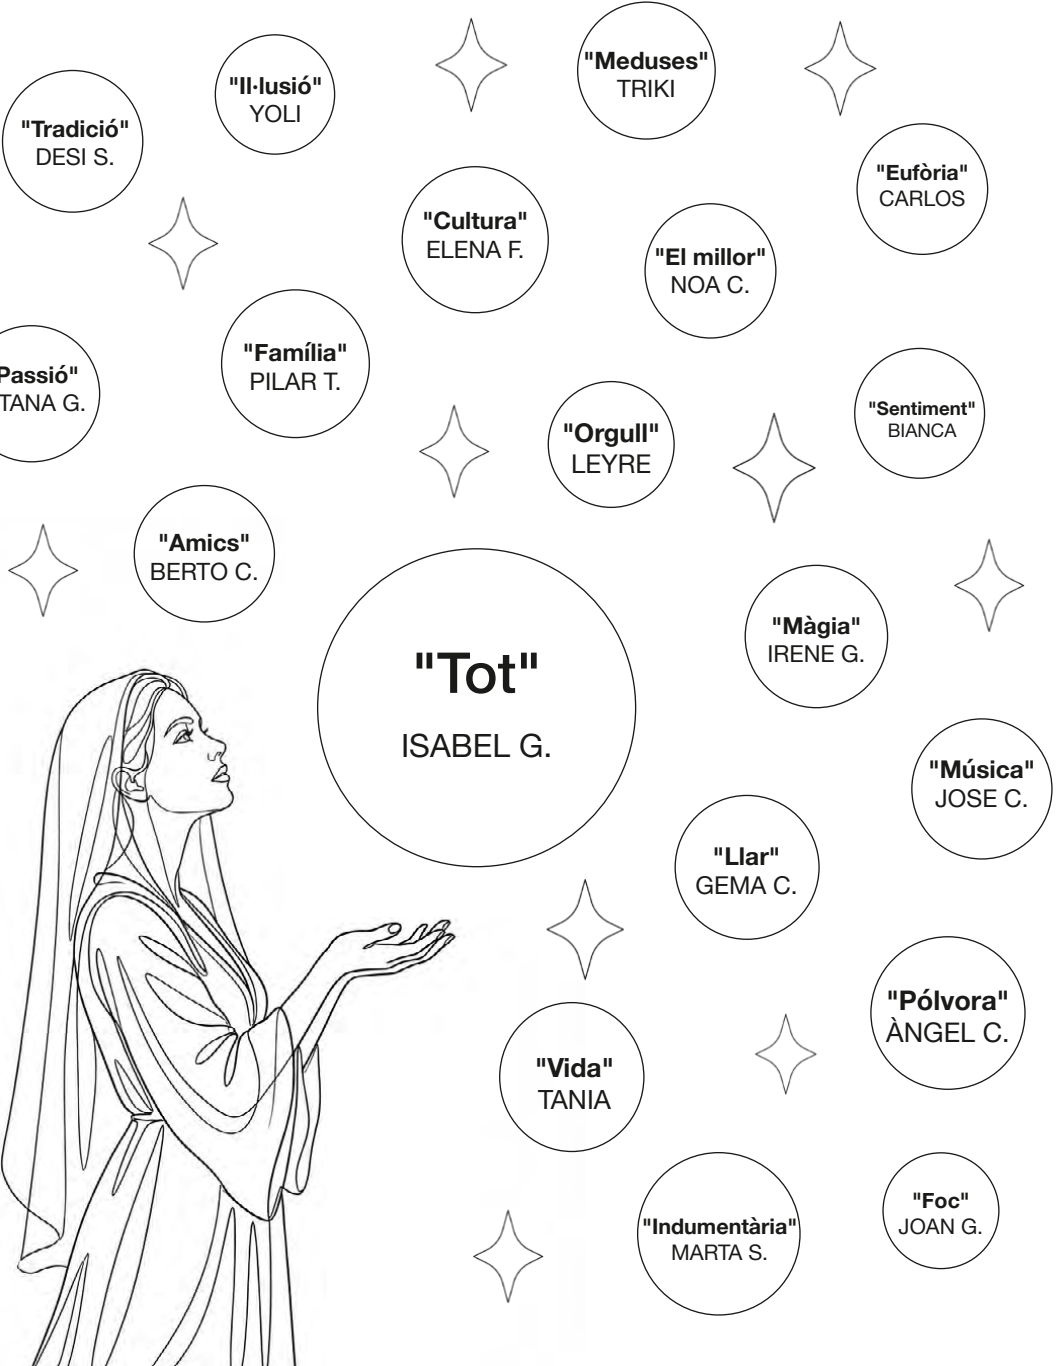 "Meduses"
TRIKI
"Il·lusió"
YOLI
"Tradició"
DESI S.
"Eufòria"
CARLOS
"Cultura"
ELENA F.
"El millor"
NOA C.
"Família"
PILAR T.
Passió"
TANA G.
"Sentiment"
BIANCA
"Orgull"
LEYRE
"Amics"
BERTO C.
"Màgia"
IRENE G.
"Tot"
ISABEL G.
"Música"
JOSE C.
"Llar"
GEMA C.
"Pólvora"
ÀNGEL C.
"Vida"
TANIA
"Foc"
JOAN G.
"Indumentària"
MARTA S.